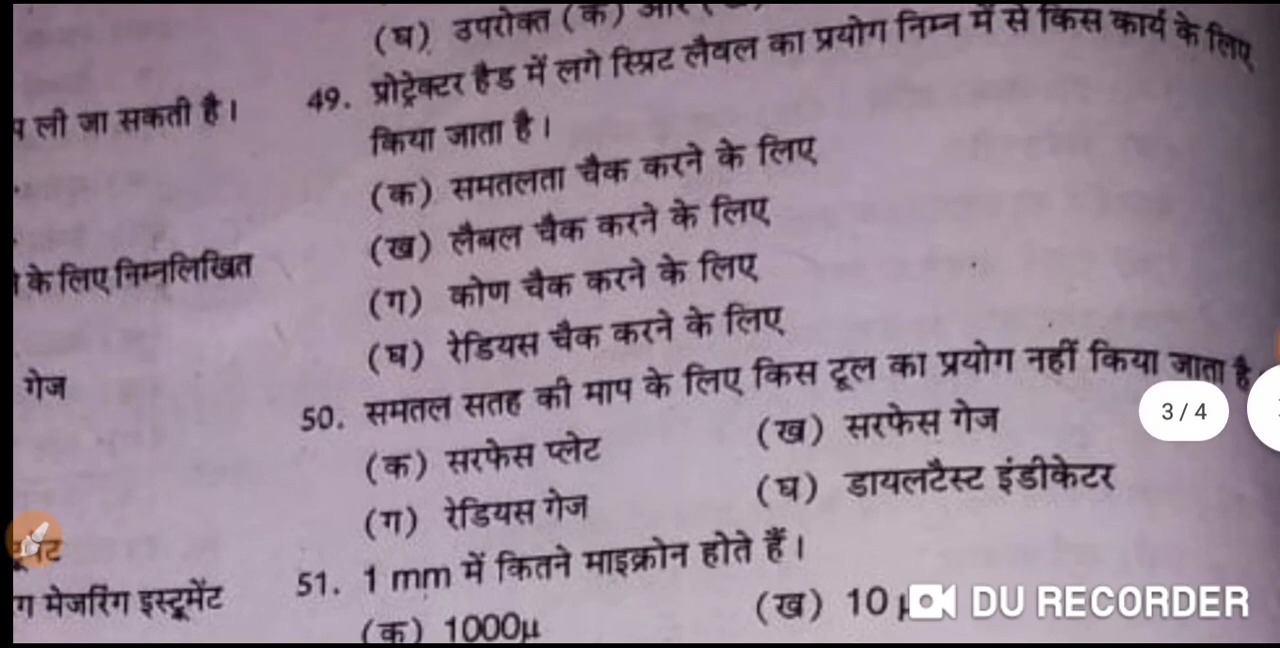 (घ) उपरोक्त (क)
प ली जा सकती है।
49. प्रोट्रेक्टर हैड में लगे स्प्रिट लैवल का प्रयोग निम्न में से किस कार्य के लिए
किया जाता है।
(क) समतलता चैक करने के लिए
(ख) लैबल चैक करने के लिए
के लिए निम्नलिखित
(ग) कोण चैक करने के लिए
(घ) रेडियस चैक करने के लिए
गेज
50. समतल सतह की माप के लिए किस टूल का प्रयोग नहीं किया जाता है
3 / 4
(क) सरफेस प्लेट (ख) सरफेस गेज
(ग) रेडियस गेज (घ) डायलटैस्ट इंडीकेटर
ग मेजरिंग इस्ट्रूमेंट
51. 1 mm में कितने माइक्रोन होते हैं।
(क) 1000μ (ख) 10
DU RECORDER